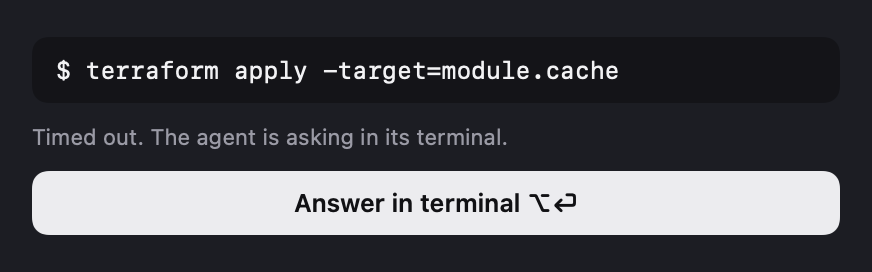 $ terraform apply -target=module.cache
Timed out. The agent is asking in its terminal.
Answer in terminal ⌥⏎